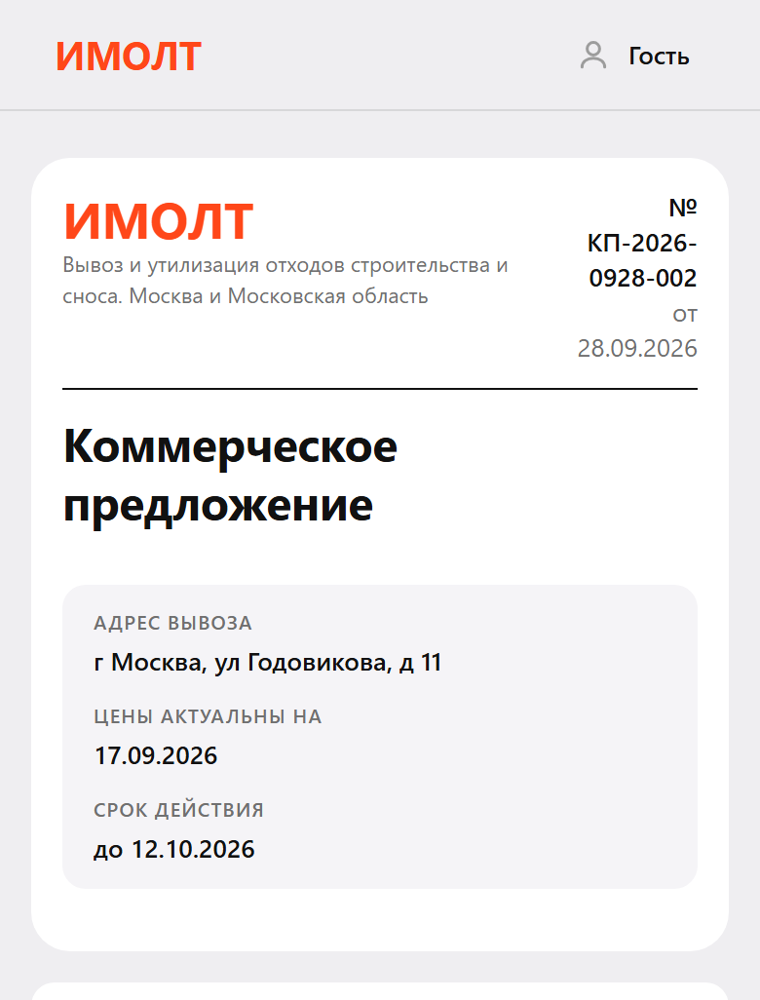 ИМОЛТ
Гость
ИМОЛТ
Вывоз и утилизация отходов строительства и
сноса. Москва и Московская область
№
КП-2026-
0928-002
от
28.09.2026
Коммерческое
предложение
АДРЕС ВЫВОЗА
г Москва, ул Годовикова, д 11
ЦЕНЫ АКТУАЛЬНЫ НА
17.09.2026
СРОК ДЕЙСТВИЯ
до 12.10.2026